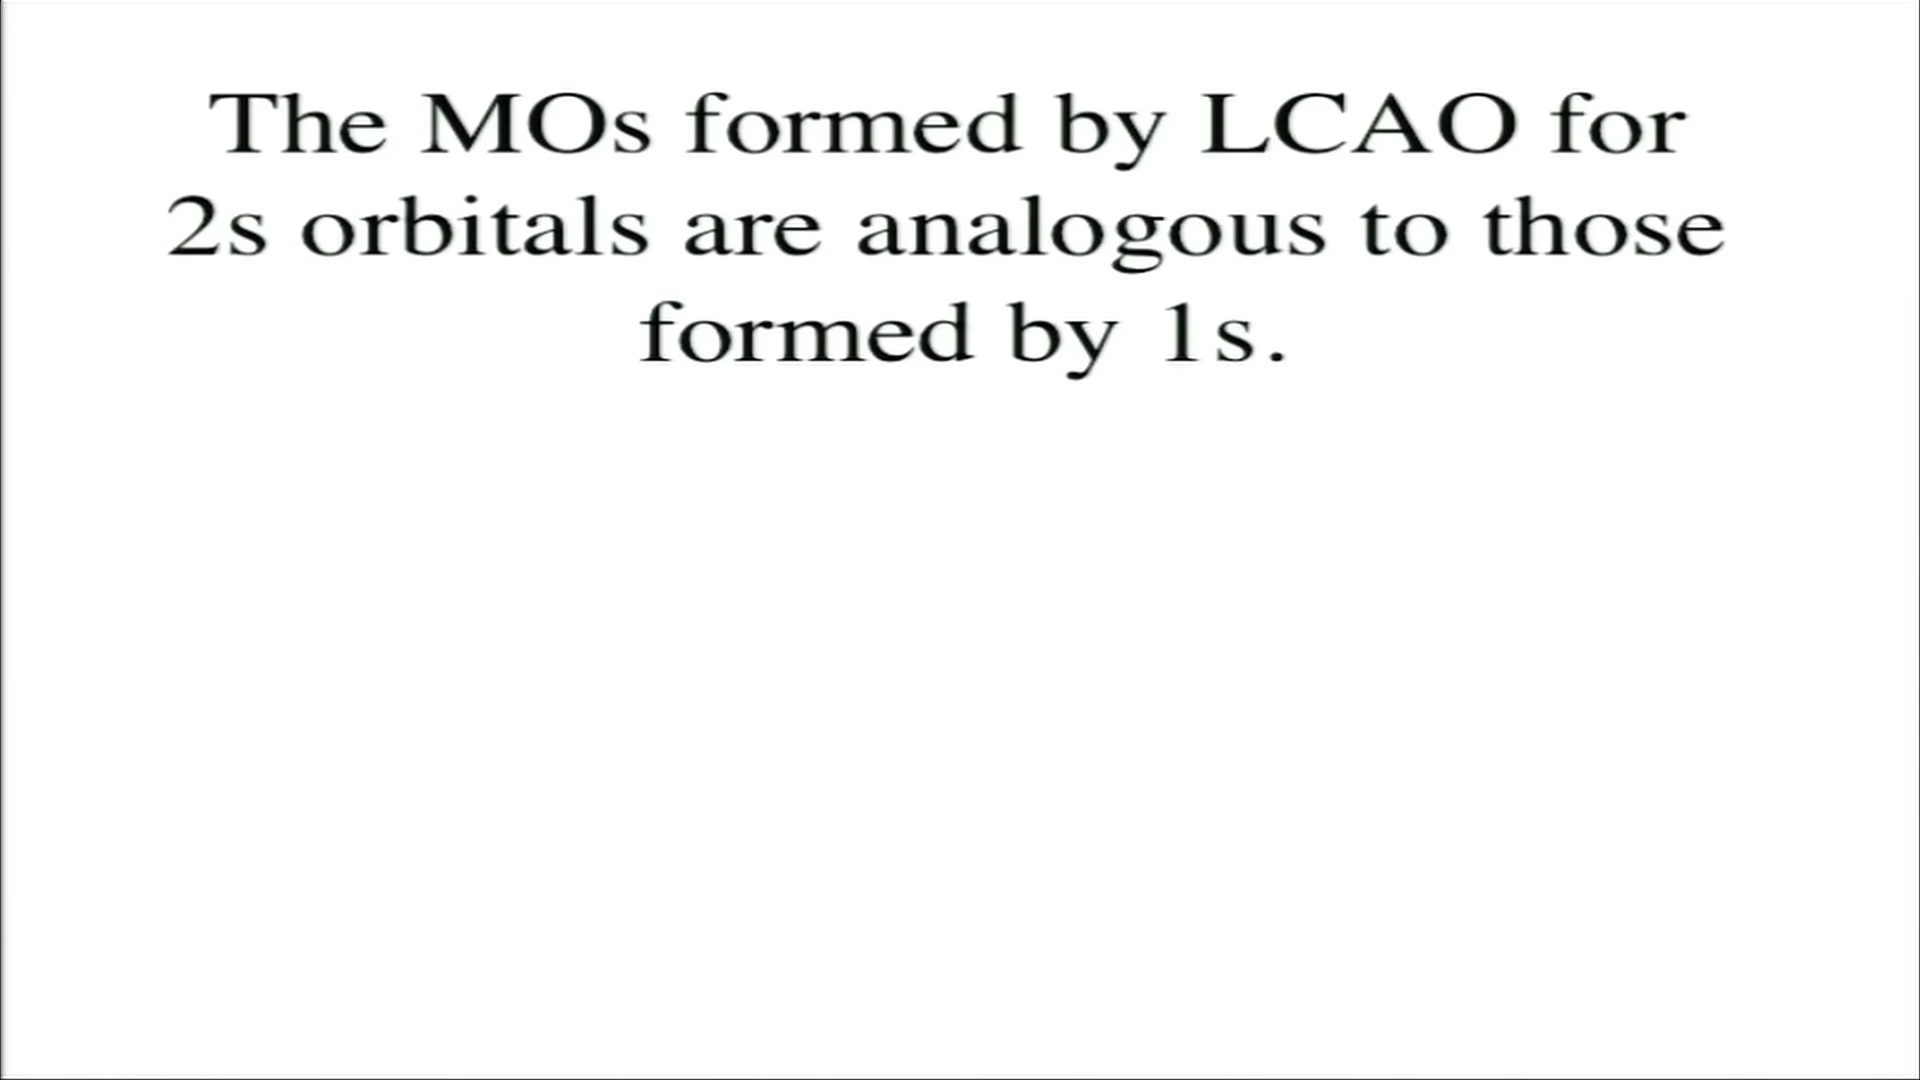 The MOs formed by LCAO for
2s orbitals are analogous to those
formed by 1s.